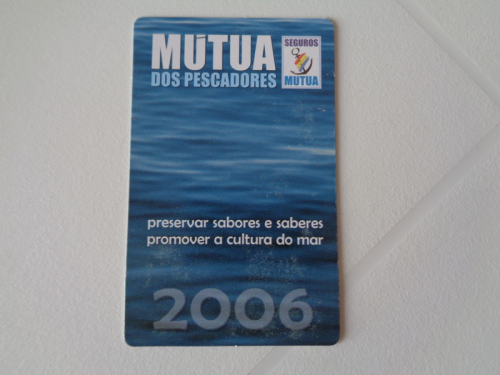 MÚTUA
DOS PESCADORES
SEGUROS
MÚTUA
preservar sabores e saberes
promover a cultura do mar
2006